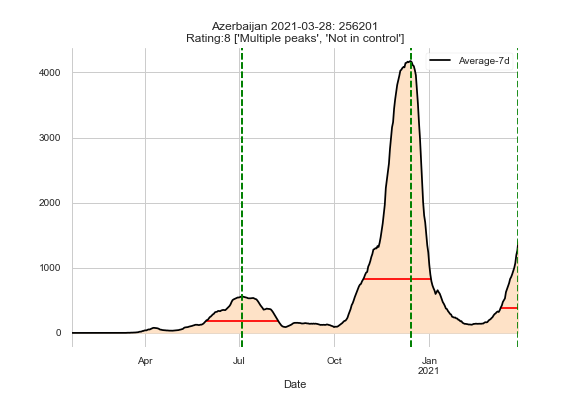 Azerbaijan 2021-03-28: 256201
Rating:8 ['Multiple peaks', 'Not in control']
Average-7d
4000
3000
2000
1000
0
Apr
Jul
Oct
Jan
2021
Date